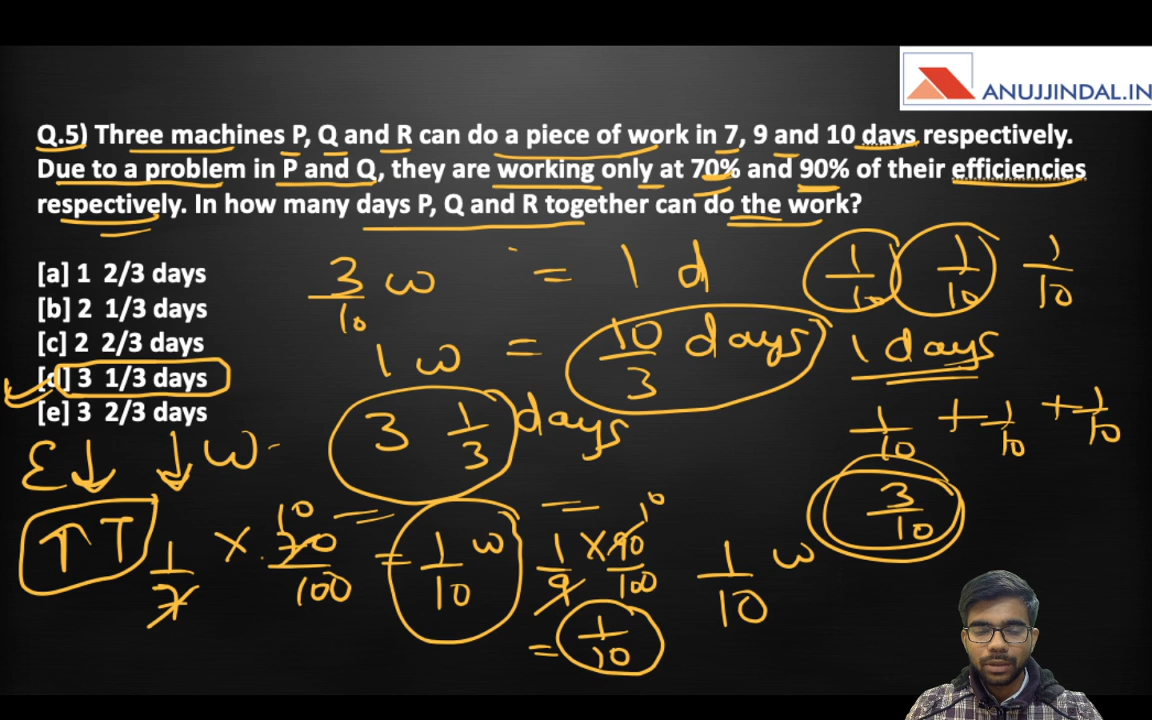 ANUJJINDAL.IN
Q.5) Three machines P, Q and R can do a piece of work in 7, 9 and 10 days respectively.
Due to a problem in P and Q, they are working only at 70% and 90% of their efficiencies
respectively. In how many days P, Q and R together can do the work?
[a] 1 2/3 days
[b] 2 1/3 days
[c] 2 2/3 days
[d] 3 1/3 days
[e] 3 2/3 days
3/10 w = 1 d
1 w = 10/3 days
3 1/3 days
1/10 1/10 1/10
1 days
1/10 + 1/10 + 1/10
3/10
E↓ ↓ w
↑ T
1/7 × 70/100 10 = 1/10 w
1/9 × 90/100 10
= 1/10
1/10 w